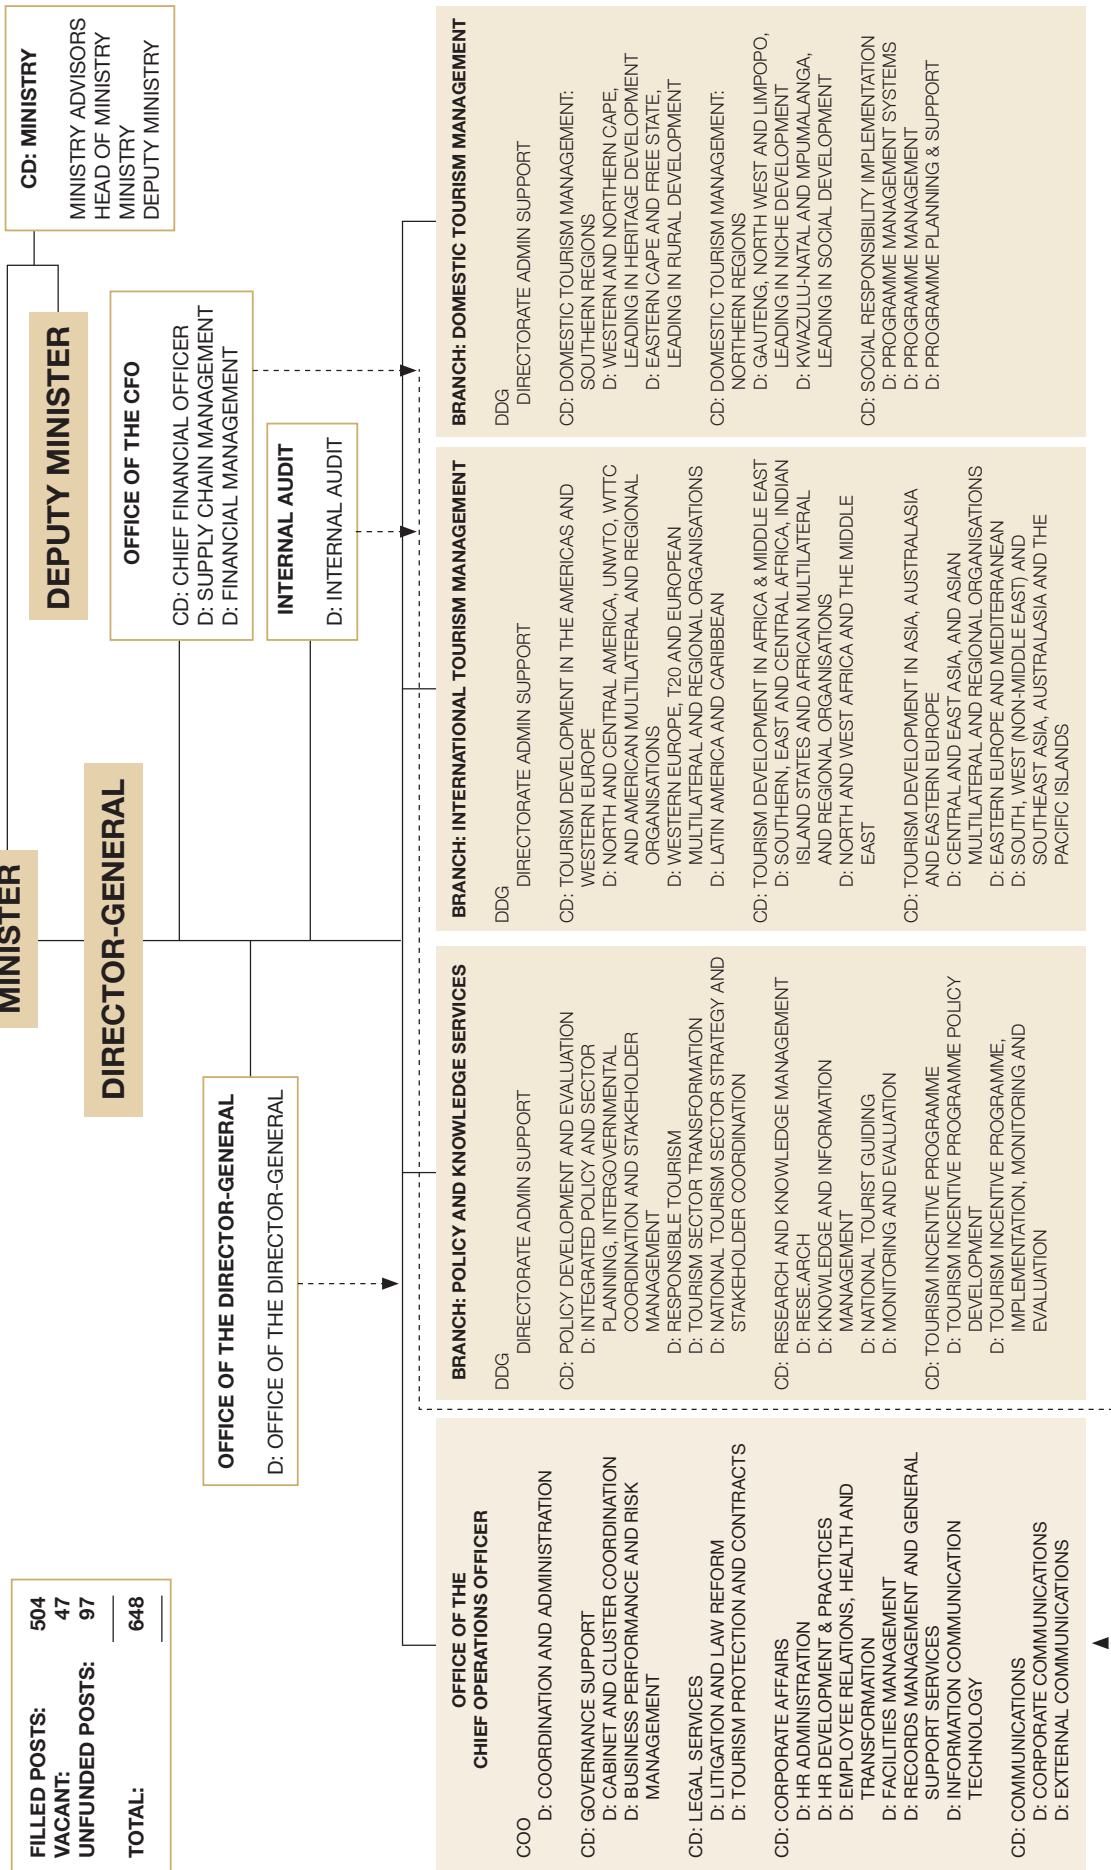 FILLED POSTS: 504
VACANT: 47
UNFUNDED POSTS: 97
TOTAL: 648
MINISTER
DEPUTY MINISTER
CD: MINISTRY
MINISTRY ADVISORS
HEAD OF MINISTRY
MINISTRY
DEPUTY MINISTRY
DIRECTOR-GENERAL
OFFICE OF THE DIRECTOR-GENERAL
D: OFFICE OF THE DIRECTOR-GENERAL
OFFICE OF THE CFO
CD: CHIEF FINANCIAL OFFICER
D: SUPPLY CHAIN MANAGEMENT
D: FINANCIAL MANAGEMENT
INTERNAL AUDIT
D: INTERNAL AUDIT
OFFICE OF THE
CHIEF OPERATIONS OFFICER
COO
D: COORDINATION AND ADMINISTRATION
CD: GOVERNANCE SUPPORT
D: CABINET AND CLUSTER COORDINATION
D: BUSINESS PERFORMANCE AND RISK
MANAGEMENT
CD: LEGAL SERVICES
D: LITIGATION AND LAW REFORM
D: TOURISM PROTECTION AND CONTRACTS
CD: CORPORATE AFFAIRS
D: HR ADMINISTRATION
D: HR DEVELOPMENT & PRACTICES
D: EMPLOYEE RELATIONS, HEALTH AND
TRANSFORMATION
D: FACILITIES MANAGEMENT
D: RECORDS MANAGEMENT AND GENERAL
SUPPORT SERVICES
D: INFORMATION COMMUNICATION
TECHNOLOGY
CD: COMMUNICATIONS
D: CORPORATE COMMUNICATIONS
D: EXTERNAL COMMUNICATIONS
BRANCH: POLICY AND KNOWLEDGE SERVICES
DDG
DIRECTORATE ADMIN SUPPORT
CD: POLICY DEVELOPMENT AND EVALUATION
D: INTEGRATED POLICY AND SECTOR
PLANNING, INTERGOVERNMENTAL
COORDINATION AND STAKEHOLDER
MANAGEMENT
D: RESPONSIBLE TOURISM
D: TOURISM SECTOR TRANSFORMATION
D: NATIONAL TOURISM SECTOR STRATEGY AND
STAKEHOLDER COORDINATION
CD: RESEARCH AND KNOWLEDGE MANAGEMENT
D: RESE.ARCH
D: KNOWLEDGE AND INFORMATION
MANAGEMENT
D: NATIONAL TOURIST GUIDING
D: MONITORING AND EVALUATION
CD: TOURISM INCENTIVE PROGRAMME
D: TOURISM INCENTIVE PROGRAMME POLICY
DEVELOPMENT
D: TOURISM INCENTIVE PROGRAMME,
IMPLEMENTATION, MONITORING AND
EVALUATION
BRANCH: INTERNATIONAL TOURISM MANAGEMENT
DDG
DIRECTORATE ADMIN SUPPORT
CD: TOURISM DEVELOPMENT IN THE AMERICAS AND
WESTERN EUROPE
D: NORTH AND CENTRAL AMERICA, UNWTO, WTTC
AND AMERICAN MULTILATERAL AND REGIONAL
ORGANISATIONS
D: WESTERN EUROPE, T20 AND EUROPEAN
MULTILATERAL AND REGIONAL ORGANISATIONS
D: LATIN AMERICA AND CARIBBEAN
CD: TOURISM DEVELOPMENT IN AFRICA & MIDDLE EAST
D: SOUTHERN, EAST AND CENTRAL AFRICA, INDIAN
ISLAND STATES AND AFRICAN MULTILATERAL
AND REGIONAL ORGANISATIONS
D: NORTH AND WEST AFRICA AND THE MIDDLE
EAST
CD: TOURISM DEVELOPMENT IN ASIA, AUSTRALASIA
AND EASTERN EUROPE
D: CENTRAL AND EAST ASIA, AND ASIAN
MULTILATERAL AND REGIONAL ORGANISATIONS
D: EASTERN EUROPE AND MEDITERRANEAN
D: SOUTH, WEST (NON-MIDDLE EAST) AND
SOUTHEAST ASIA, AUSTRALASIA AND THE
PACIFIC ISLANDS
BRANCH: DOMESTIC TOURISM MANAGEMENT
DDG
DIRECTORATE ADMIN SUPPORT
CD: DOMESTIC TOURISM MANAGEMENT:
SOUTHERN REGIONS
D: WESTERN AND NORTHERN CAPE,
LEADING IN HERITAGE DEVELOPMENT
D: EASTERN CAPE AND FREE STATE,
LEADING IN RURAL DEVELOPMENT
CD: DOMESTIC TOURISM MANAGEMENT:
NORTHERN REGIONS
D: GAUTENG, NORTH WEST AND LIMPOPO,
LEADING IN NICHE DEVELOPMENT
D: KWAZULU-NATAL AND MPUMALANGA,
LEADING IN SOCIAL DEVELOPMENT
CD: SOCIAL RESPONSIBILITY IMPLEMENTATION
D: PROGRAMME MANAGEMENT SYSTEMS
D: PROGRAMME MANAGEMENT
D: PROGRAMME PLANNING & SUPPORT